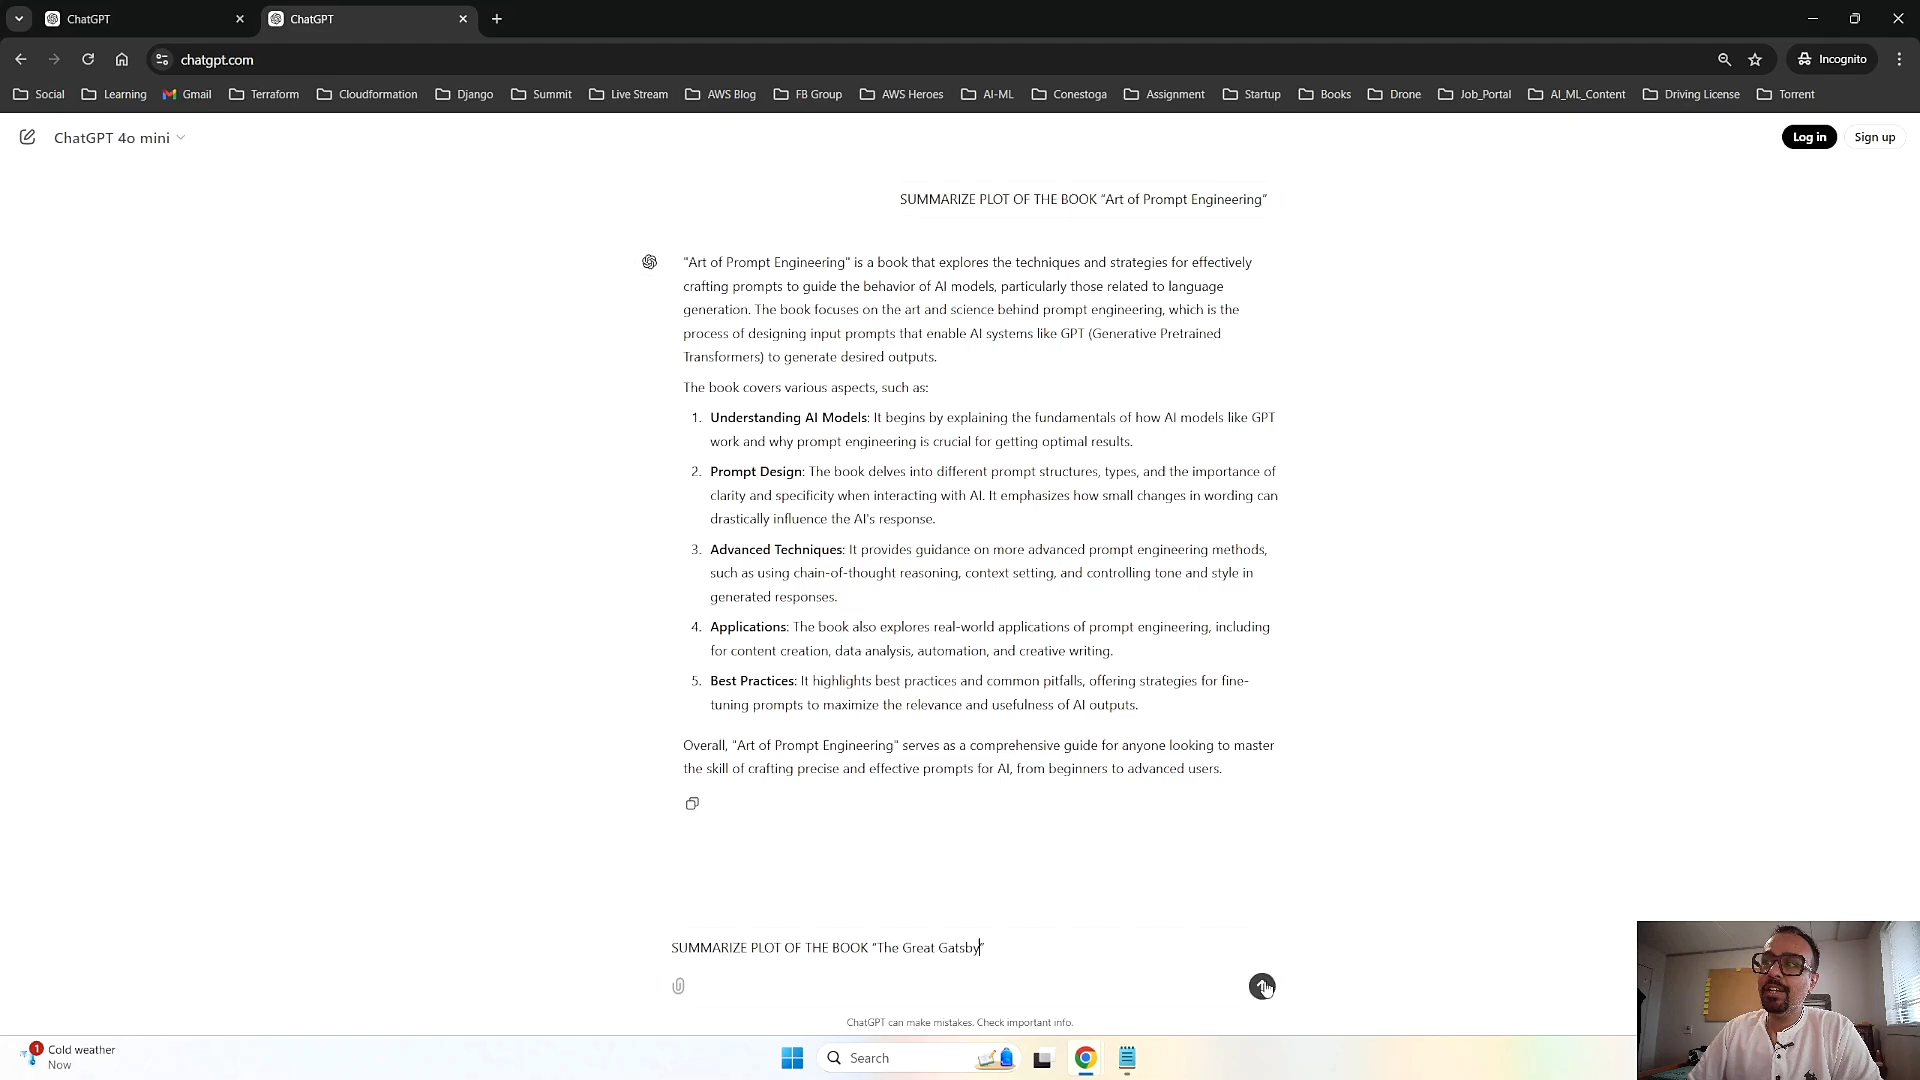 ChatGPT
ChatGPT
chatgpt.com
Incognito
Social
Learning
Gmail
Terraform
Cloudformation
Django
Summit
Live Stream
AWS Blog
FB Group
AWS Heroes
AI-ML
Conestoga
Assignment
Startup
Books
Drone
Job_Portal
AI_ML_Content
Driving License
Torrent
ChatGPT 4o mini
Log in
Sign up
SUMMARIZE PLOT OF THE BOOK “Art of Prompt Engineering”
"Art of Prompt Engineering" is a book that explores the techniques and strategies for effectively
crafting prompts to guide the behavior of AI models, particularly those related to language
generation. The book focuses on the art and science behind prompt engineering, which is the
process of designing input prompts that enable AI systems like GPT (Generative Pretrained
Transformers) to generate desired outputs.
The book covers various aspects, such as:
1. Understanding AI Models: It begins by explaining the fundamentals of how AI models like GPT
work and why prompt engineering is crucial for getting optimal results.
2. Prompt Design: The book delves into different prompt structures, types, and the importance of
clarity and specificity when interacting with AI. It emphasizes how small changes in wording can
drastically influence the AI's response.
3. Advanced Techniques: It provides guidance on more advanced prompt engineering methods,
such as using chain-of-thought reasoning, context setting, and controlling tone and style in
generated responses.
4. Applications: The book also explores real-world applications of prompt engineering, including
for content creation, data analysis, automation, and creative writing.
5. Best Practices: It highlights best practices and common pitfalls, offering strategies for fine-
tuning prompts to maximize the relevance and usefulness of AI outputs.
Overall, "Art of Prompt Engineering" serves as a comprehensive guide for anyone looking to master
the skill of crafting precise and effective prompts for AI, from beginners to advanced users.
SUMMARIZE PLOT OF THE BOOK “The Great Gatsby”
ChatGPT can make mistakes. Check important info.
1
Cold weather
Now
Search